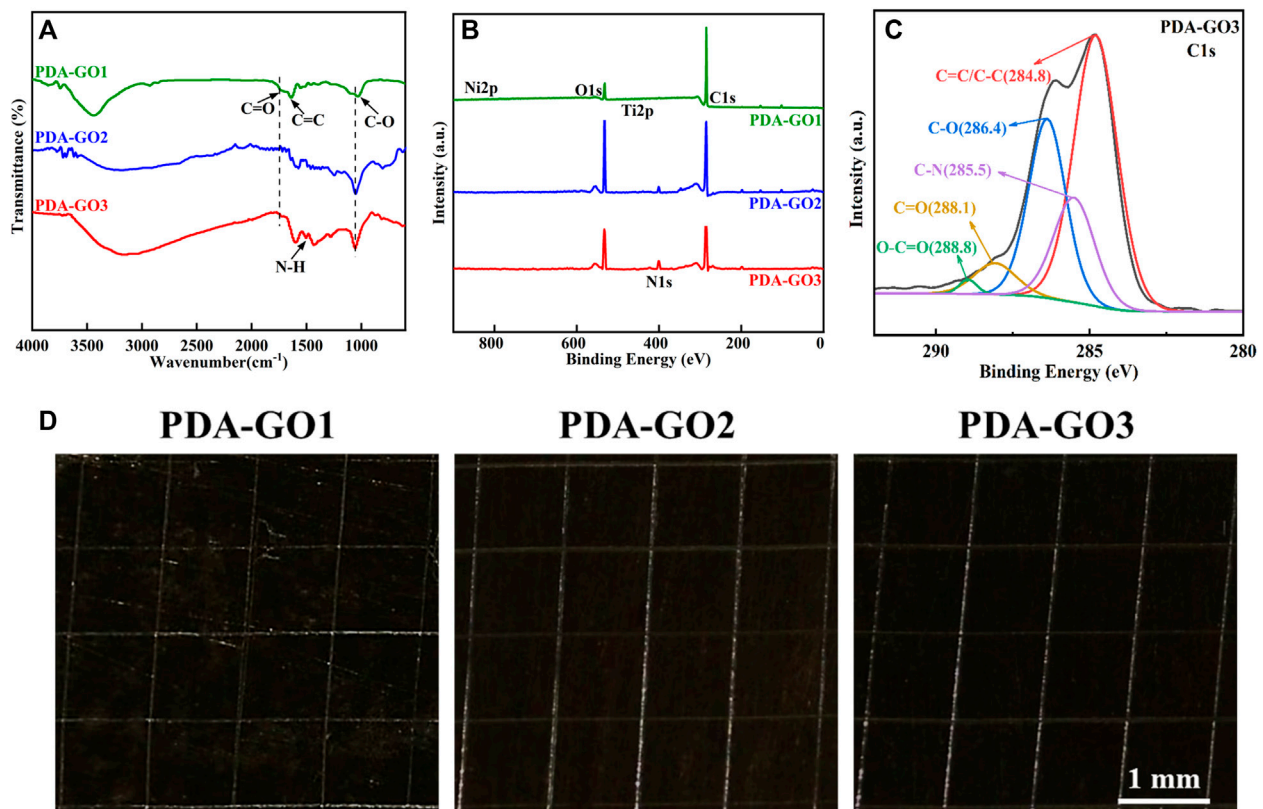 A
PDA-GO1
C=O
C=C
C-O
PDA-GO2
PDA-GO3
N-H
Transmittance (%)
4000 3500 3000 2500 2000 1500 1000
Wavenumber(cm⁻¹)
B
Ni2p
O1s
Ti2p
C1s
PDA-GO1
PDA-GO2
N1s
PDA-GO3
Intensity (a.u.)
800 600 400 200 0
Binding Energy (eV)
C
PDA-GO3
C1s
C=C/C-C(284.8)
C-O(286.4)
C-N(285.5)
C=O(288.1)
O-C=O(288.8)
Intensity (a.u.)
290 285 280
Binding Energy (eV)
D
PDA-GO1 PDA-GO2 PDA-GO3
1 mm